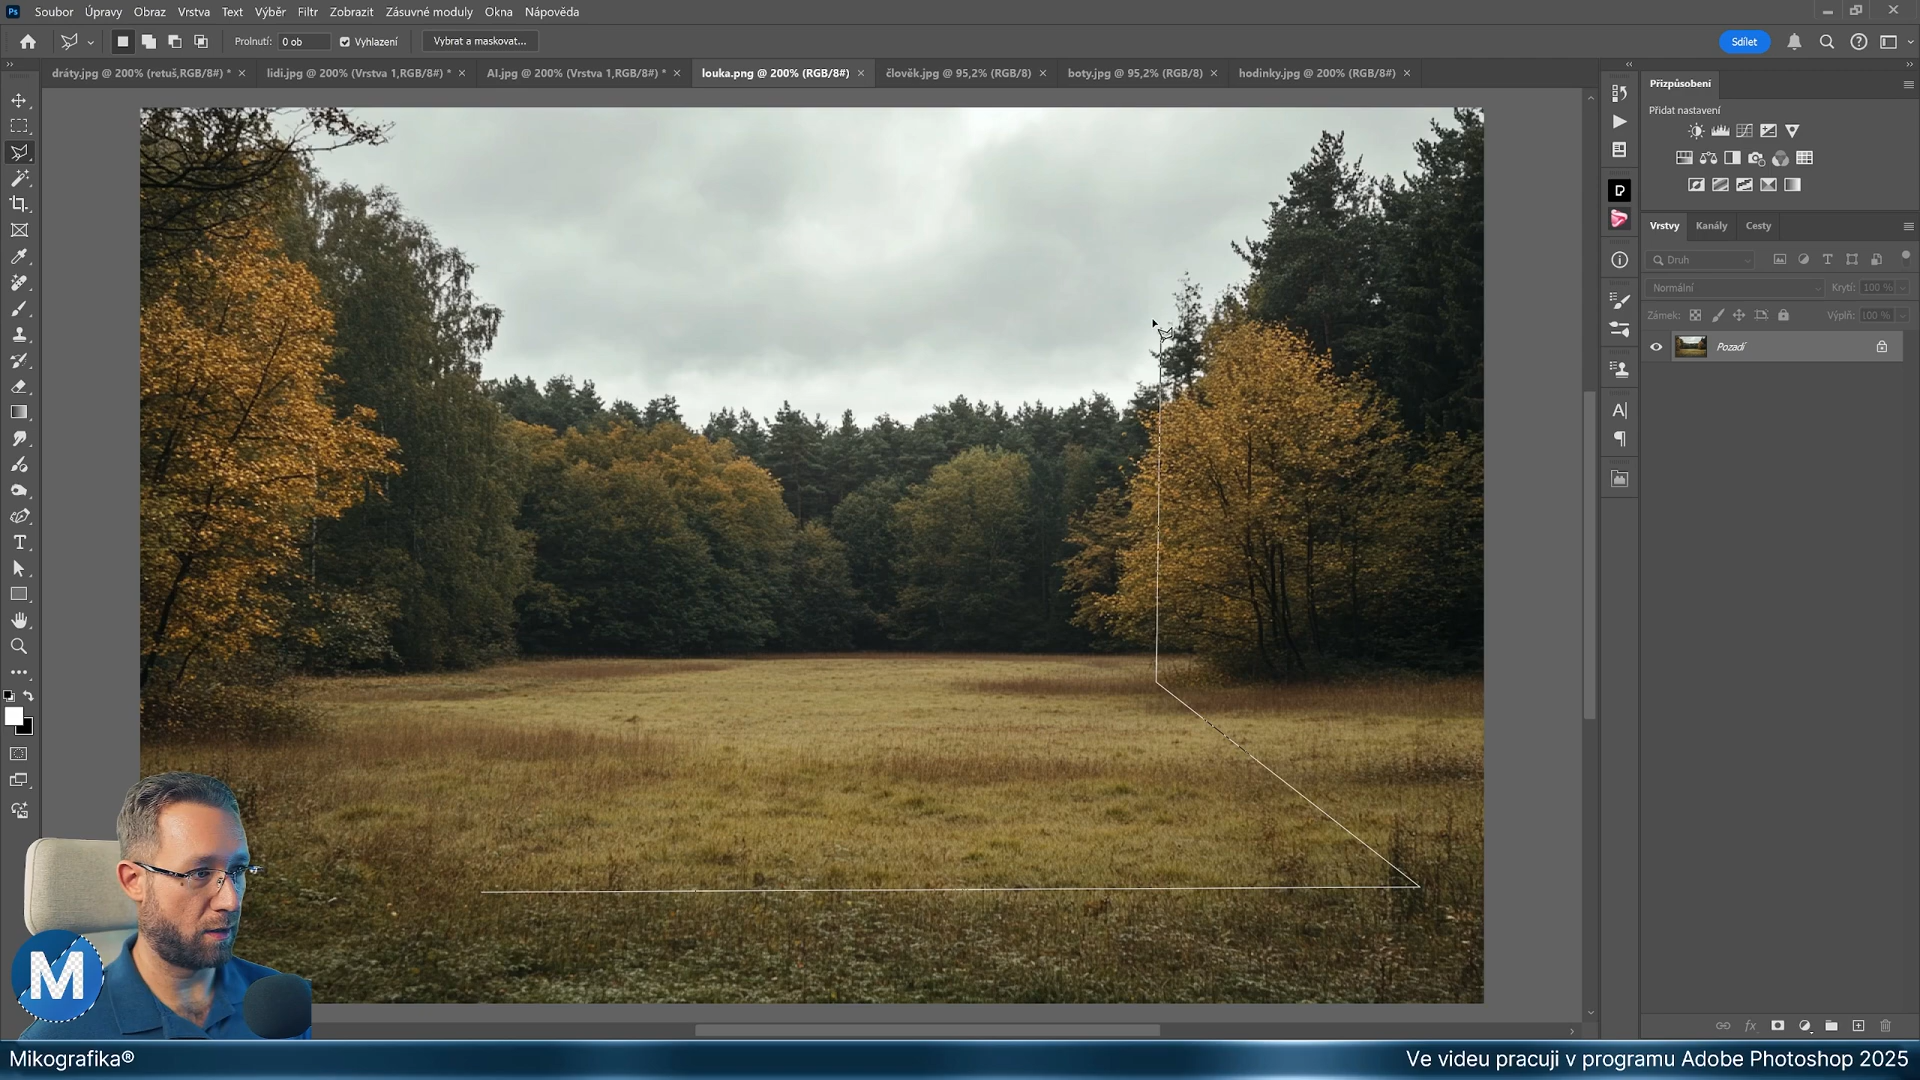 Ps Soubor Úpravy Obraz Vrstva Text Výběr Filtr Zobrazit Zásuvné moduly Okna Nápověda
Prolnutí: 0 ob Vyhlazení Vybrat a maskovat... Sdílet
dráty.jpg @ 200% (retuš,RGB/8#) * lidi.jpg @ 200% (Vrstva 1,RGB/8#) * AI.jpg @ 200% (Vrstva 1,RGB/8#) * louka.png @ 200% (RGB/8#) člověk.jpg @ 95,2% (RGB/8) boty.jpg @ 95,2% (RGB/8) hodinky.jpg @ 200% (RGB/8#)
Přizpůsobení
Přidat nastavení
Vrstvy Kanály Cesty
Druh
Normální Krytí: 100 %
Zámek: Výplň: 100 %
Pozadí
M
Mikografika®
Ve videu pracuji v programu Adobe Photoshop 2025